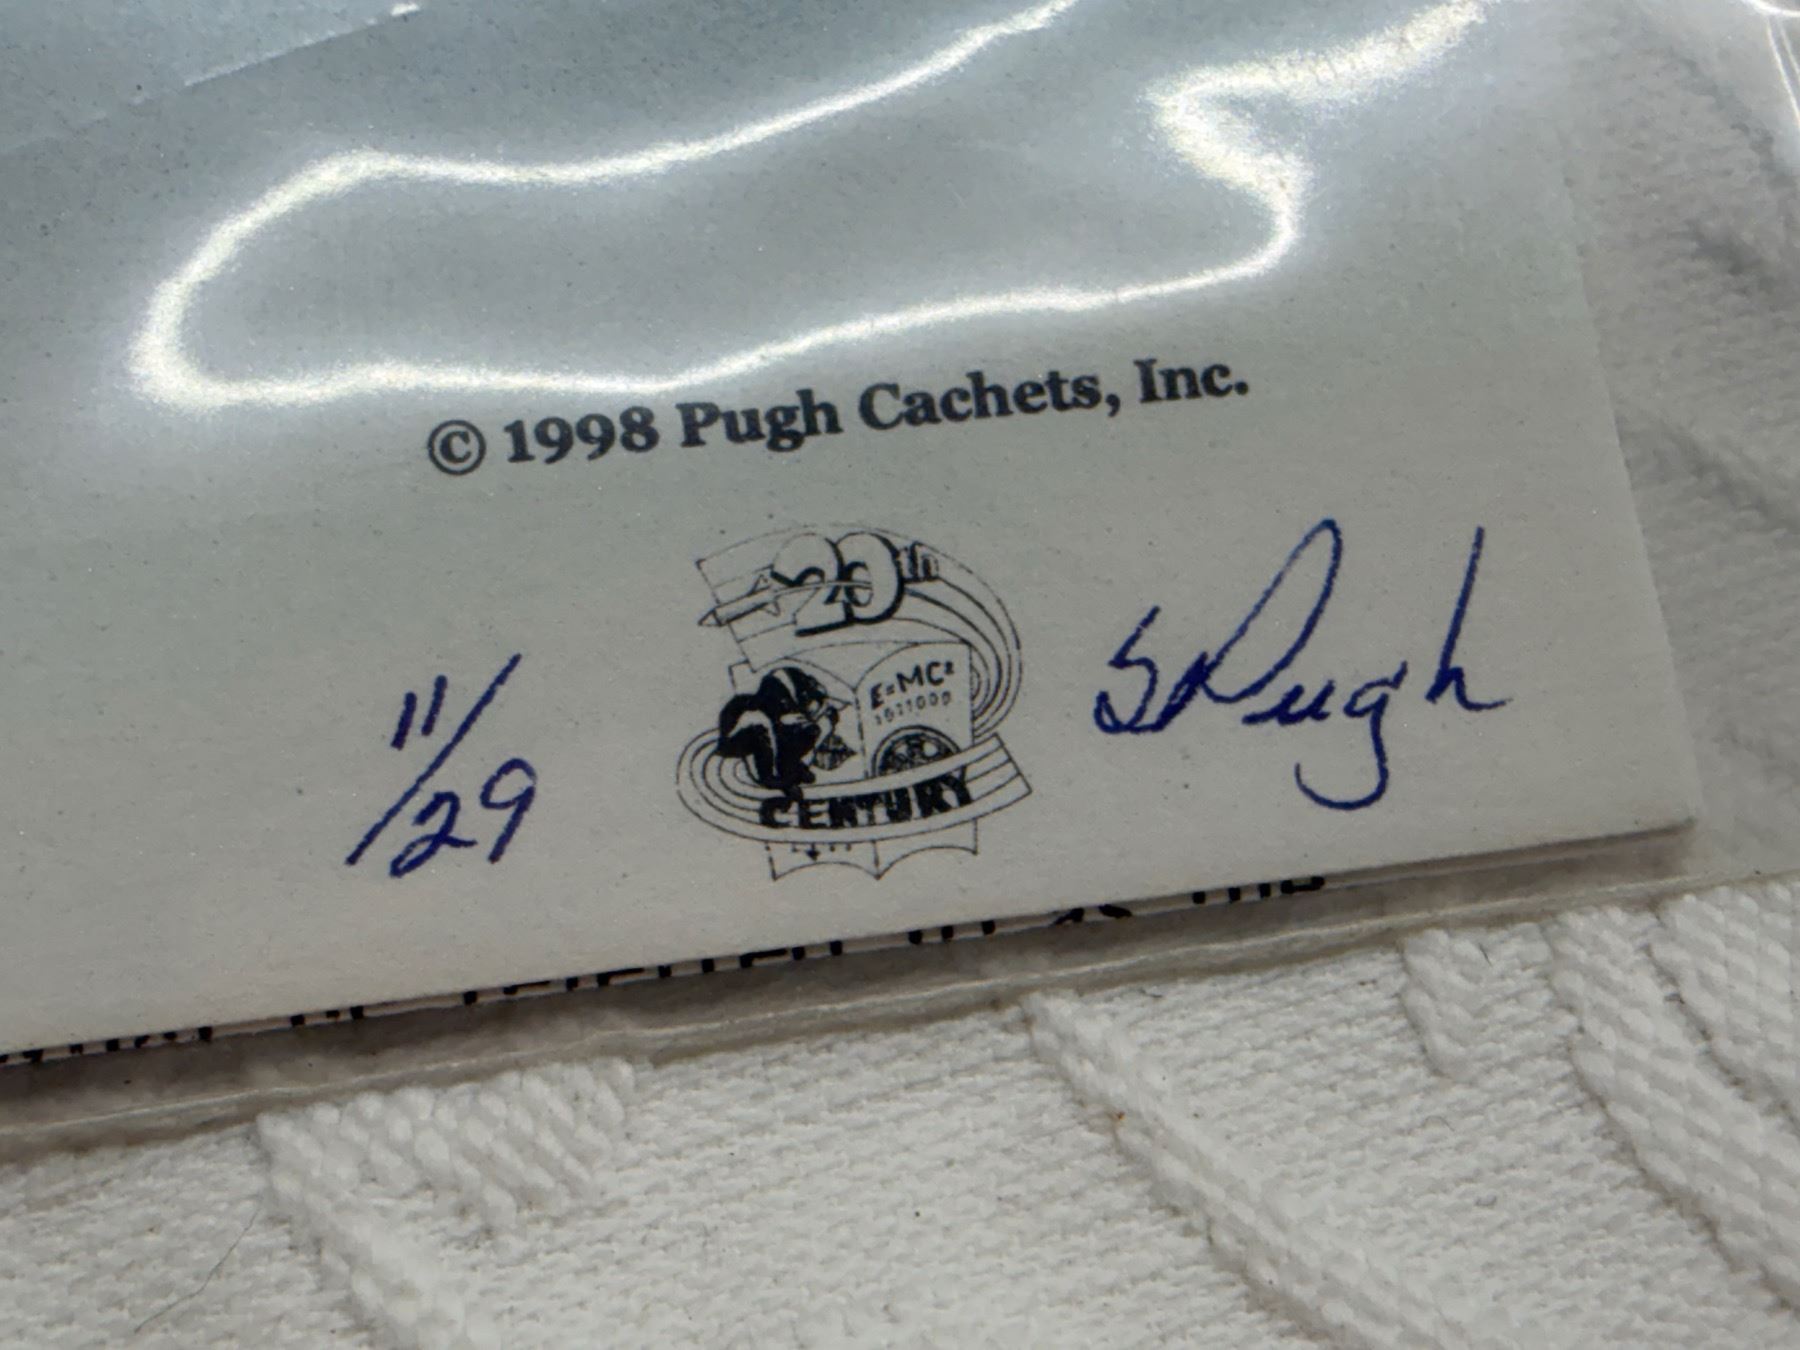 © 1998 Pugh Cachets, Inc.
20th
E=MC²
CENTURY
11/29
S Pugh